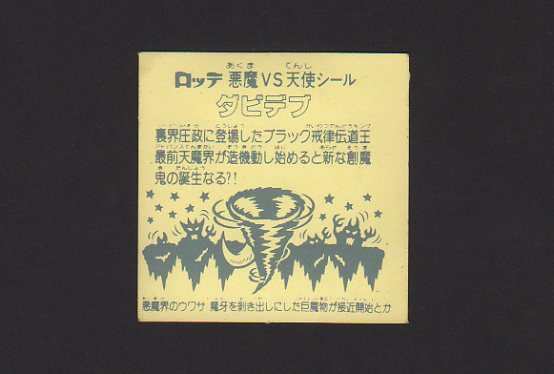 ロッテ 悪魔VS天使シール
ダビデブ
裏界圧政に登場したブラック戒律伝道王
最前天魔界が造機動し始めると新な創魔
鬼の誕生なる?!
悪魔界のウワサ 魔牙を剥き出しにした巨魔物が接近開始とか